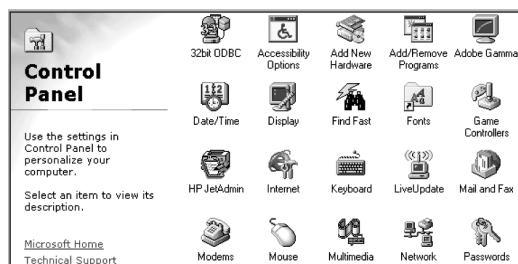 Control
Panel
Use the settings in
Control Panel to
personalize your
computer.
Select an item to view its
description.
Microsoft Home
Technical Support
32bit ODBC
Accessibility
Options
Add New
Hardware
Add/Remove
Programs
Adobe Gamma
Date/Time
Display
Find Fast
Fonts
Game
Controllers
HP JetAdmin
Internet
Keyboard
LiveUpdate
Mail and Fax
Modems
Mouse
Multimedia
Network
Passwords